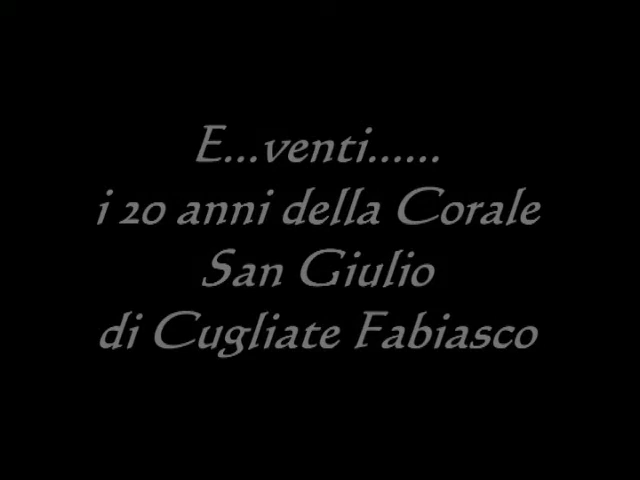 E...venti......
i 20 anni della Corale
San Giulio
di Cugliate Fabiasco